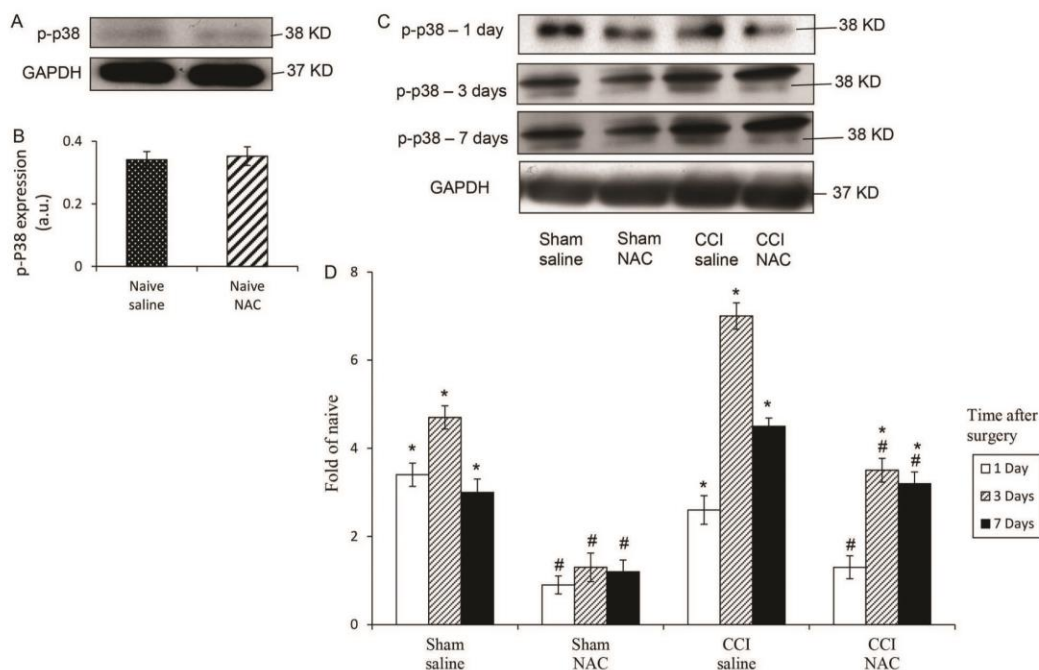 A
p-p38
38 KD
GAPDH
37 KD
B
p-P38 expression
(a.u.)
0.4
0.2
0
Naive
saline
Naive
NAC
C
p-p38 – 1 day
38 KD
p-p38 – 3 days
38 KD
p-p38 – 7 days
38 KD
GAPDH
37 KD
Sham
saline
Sham
NAC
CCI
saline
CCI
NAC
D
Fold of naive
8
6
4
2
0
*
*
*
#
#
#
*
*
*
#
*
#
*
#
Sham
saline
Sham
NAC
CCI
saline
CCI
NAC
Time after
surgery
1 Day
3 Days
7 Days